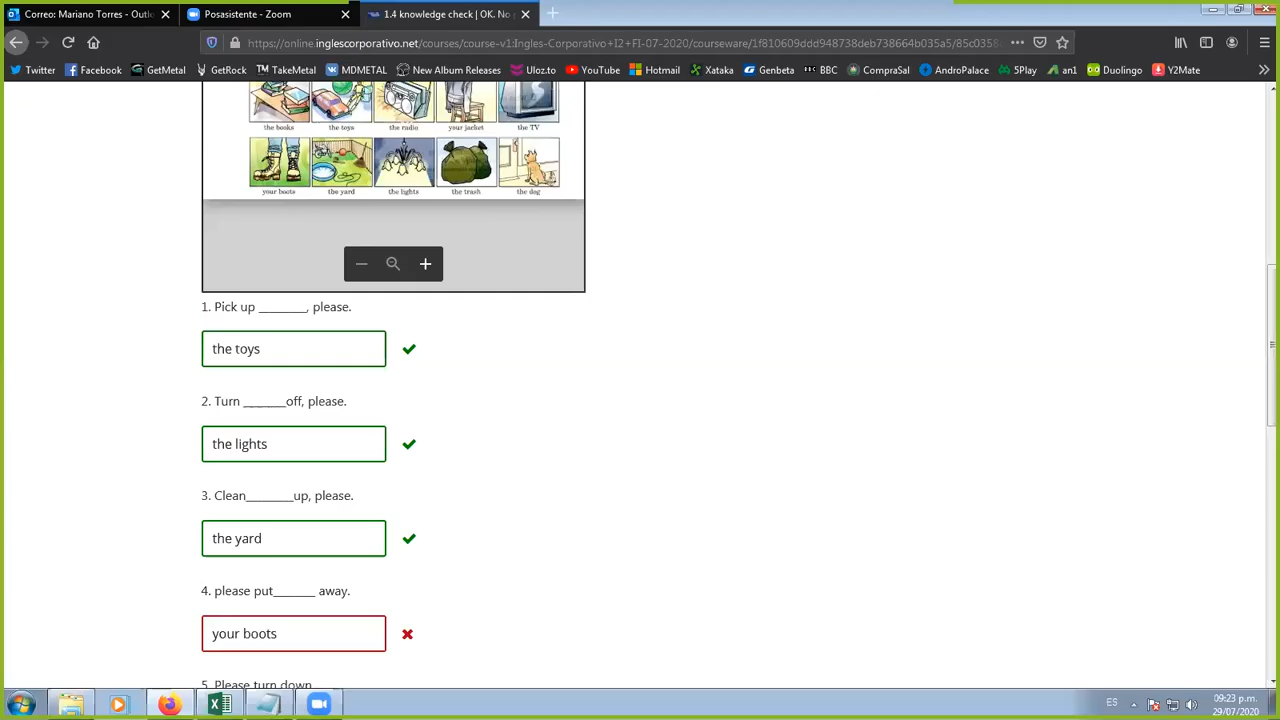 Correo: Mariano Torres - Outlo
Posasistente - Zoom
1.4 knowledge check | OK. No p
https://online.inglescorporativo.net/courses/course-v1:Ingles-Corporativo+I2+FI-07-2020/courseware/1f810609ddd948738deb738664b035a5/85c0358
Twitter Facebook GetMetal GetRock TakeMetal MDMETAL New Album Releases Uloz.to YouTube Hotmail Xataka Genbeta BRC CompraSal AndroPalace 5Play an1 Duolingo Y2Mate
the books the toys the radio your jacket the TV
your boots the yard the lights the trash the dog
1. Pick up ________, please.
the toys
2. Turn _______off, please.
the lights
3. Clean________up, please.
the yard
4. please put_______ away.
your boots
5. Please turn down
ES
09:23 p.m.
29/07/2020